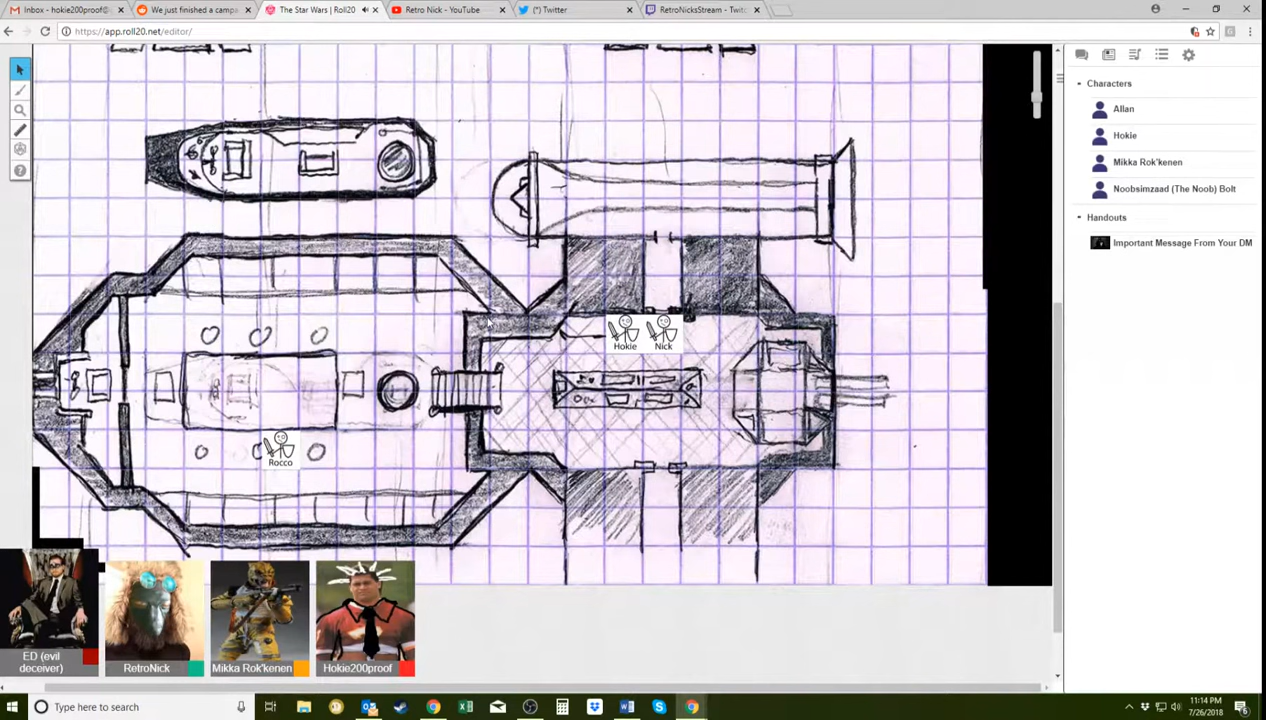 Inbox - hokie200proof@
We just finished a campa
The Star Wars | Roll20
Retro Nick - YouTube
(*) Twitter
RetroNicksStream - Twitc
https://app.roll20.net/editor/
Characters
Allan
Hokie
Mikka Rok'kenen
Noobsimzaad (The Noob) Bolt
Handouts
Important Message From Your DM
Hokie
Nick
Rocco
ED (evil
deceiver)
RetroNick
Mikka Rok'kenen
Hokie200proof
Type here to search
11:14 PM
7/26/2018